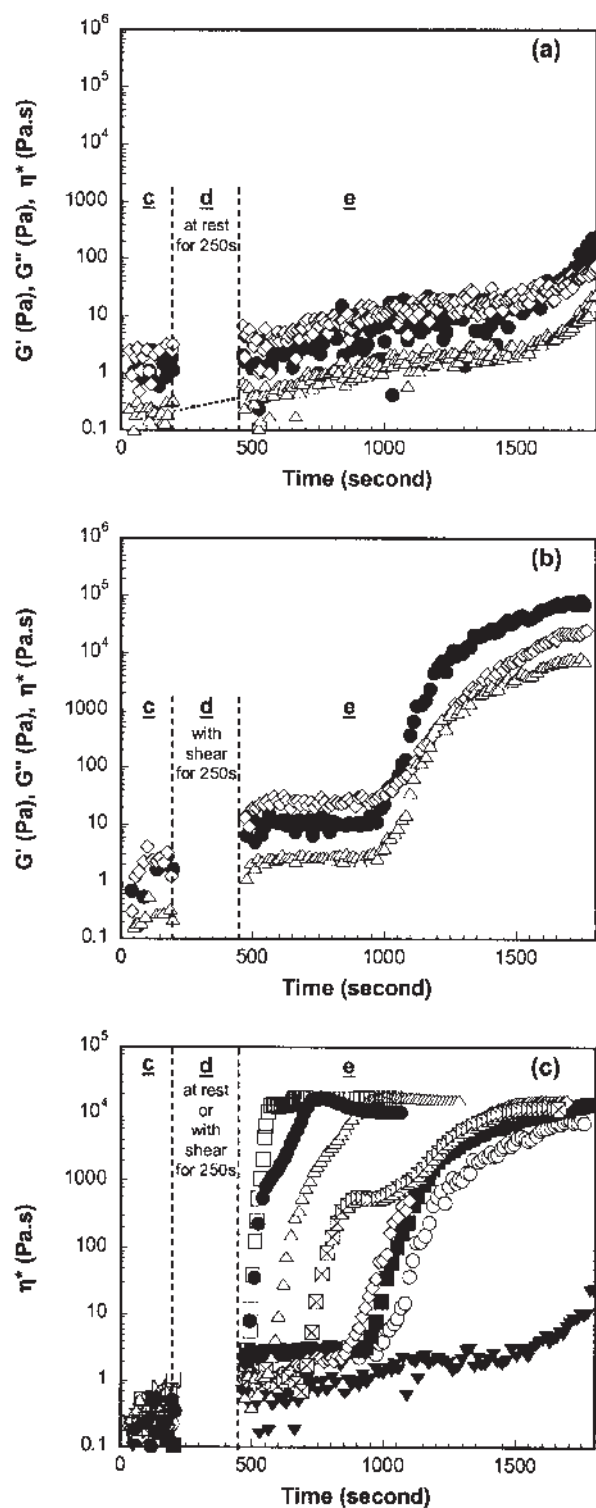 (a)
10⁶
10⁵
10⁴
1000
100
10
1
0.1
G' (Pa), G" (Pa), η* (Pa.s)
c d e
at rest
for 250s
0 500 1000 1500
Time (second)
(b)
10⁶
10⁵
10⁴
1000
100
10
1
0.1
G' (Pa), G" (Pa), η* (Pa.s)
c d e
with
shear
for 250s
0 500 1000 1500
Time (second)
(c)
10⁵
10⁴
1000
100
10
1
0.1
η* (Pa.s)
c d e
at rest
or
with
shear
for 250s
0 500 1000 1500
Time (second)